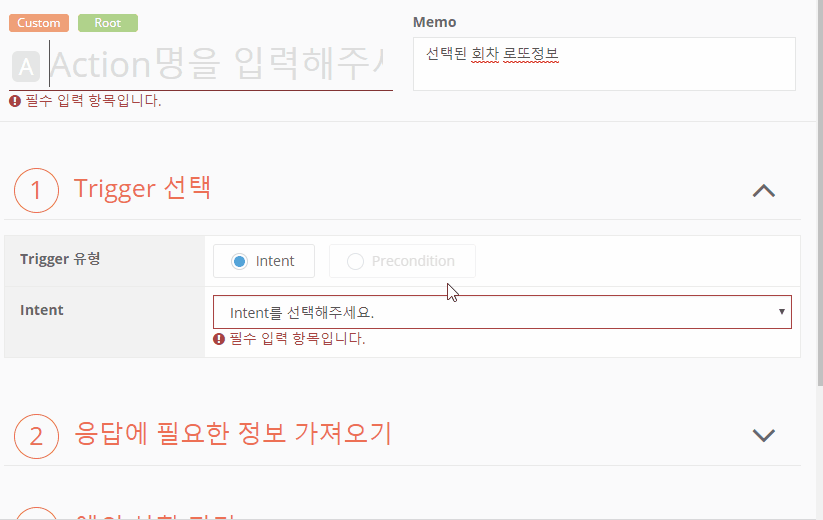 Custom Root
Memo
A Action명을 입력해주
선택된 회차 로또정보
필수 입력 항목입니다.
1 Trigger 선택
Trigger 유형
Intent
Precondition
Intent
Intent를 선택해주세요.
필수 입력 항목입니다.
2 응답에 필요한 정보 가져오기